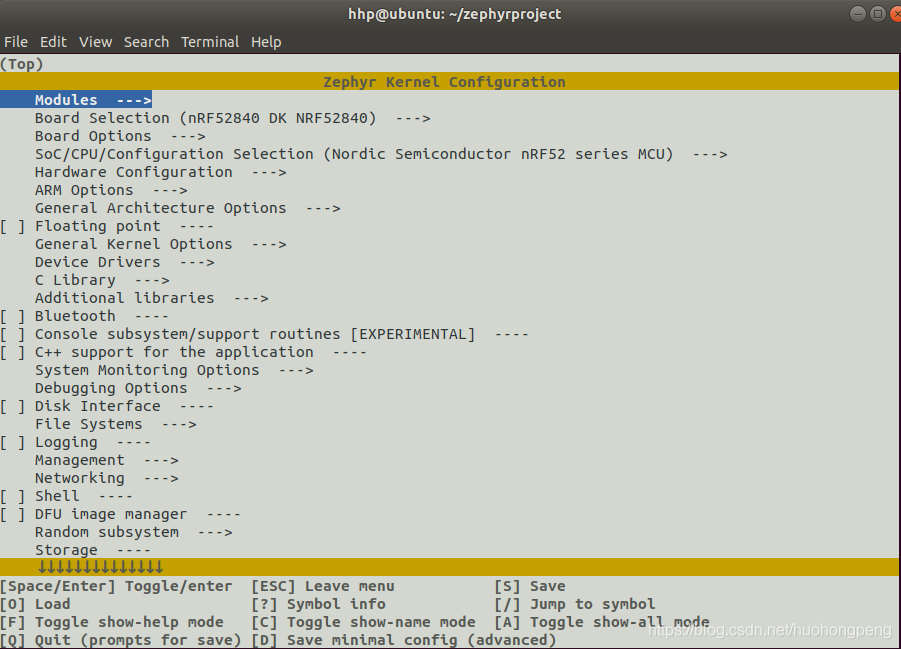 hhp@ubuntu: ~/zephyrproject
File Edit View Search Terminal Help
(Top)
Zephyr Kernel Configuration
Modules --->
Board Selection (nRF52840 DK NRF52840) --->
Board Options --->
SoC/CPU/Configuration Selection (Nordic Semiconductor nRF52 series MCU) --->
Hardware Configuration --->
ARM Options --->
General Architecture Options --->
[ ] Floating point ----
General Kernel Options --->
Device Drivers --->
C Library --->
Additional libraries --->
[ ] Bluetooth ----
[ ] Console subsystem/support routines [EXPERIMENTAL] ----
[ ] C++ support for the application ----
System Monitoring Options --->
Debugging Options --->
[ ] Disk Interface ----
File Systems --->
[ ] Logging ----
Management --->
Networking --->
[ ] Shell ----
[ ] DFU image manager ----
Random subsystem --->
Storage ----
↓↓↓↓↓↓↓↓↓↓↓↓↓↓
[Space/Enter] Toggle/enter [ESC] Leave menu [S] Save
[O] Load [?] Symbol info [/] Jump to symbol
[F] Toggle show-help mode [C] Toggle show-name mode [A] Toggle show-all mode
[Q] Quit (prompts for save) [D] Save minimal config (advanced)
https://blog.csdn.net/huohongpeng